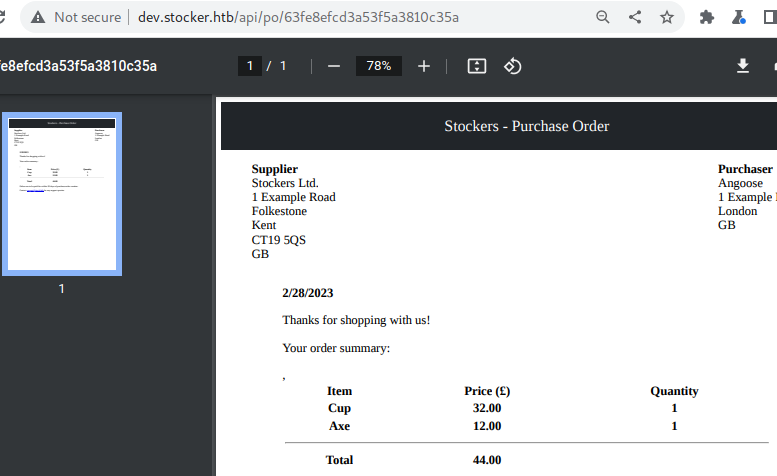 Not secure dev.stocker.htb/api/po/63fe8efcd3a53f5a3810c35a
e8efcd3a53f5a3810c35a 1 / 1 78%
Stockers - Purchase Order
Supplier
Stockers Ltd.
1 Example Road
Folkestone
Kent
CT19 5QS
GB
Purchaser
Angoose
1 Example
London
GB
1
2/28/2023
Thanks for shopping with us!
Your order summary:
,
Item Price (£) Quantity
Cup 32.00 1
Axe 12.00 1
Total 44.00